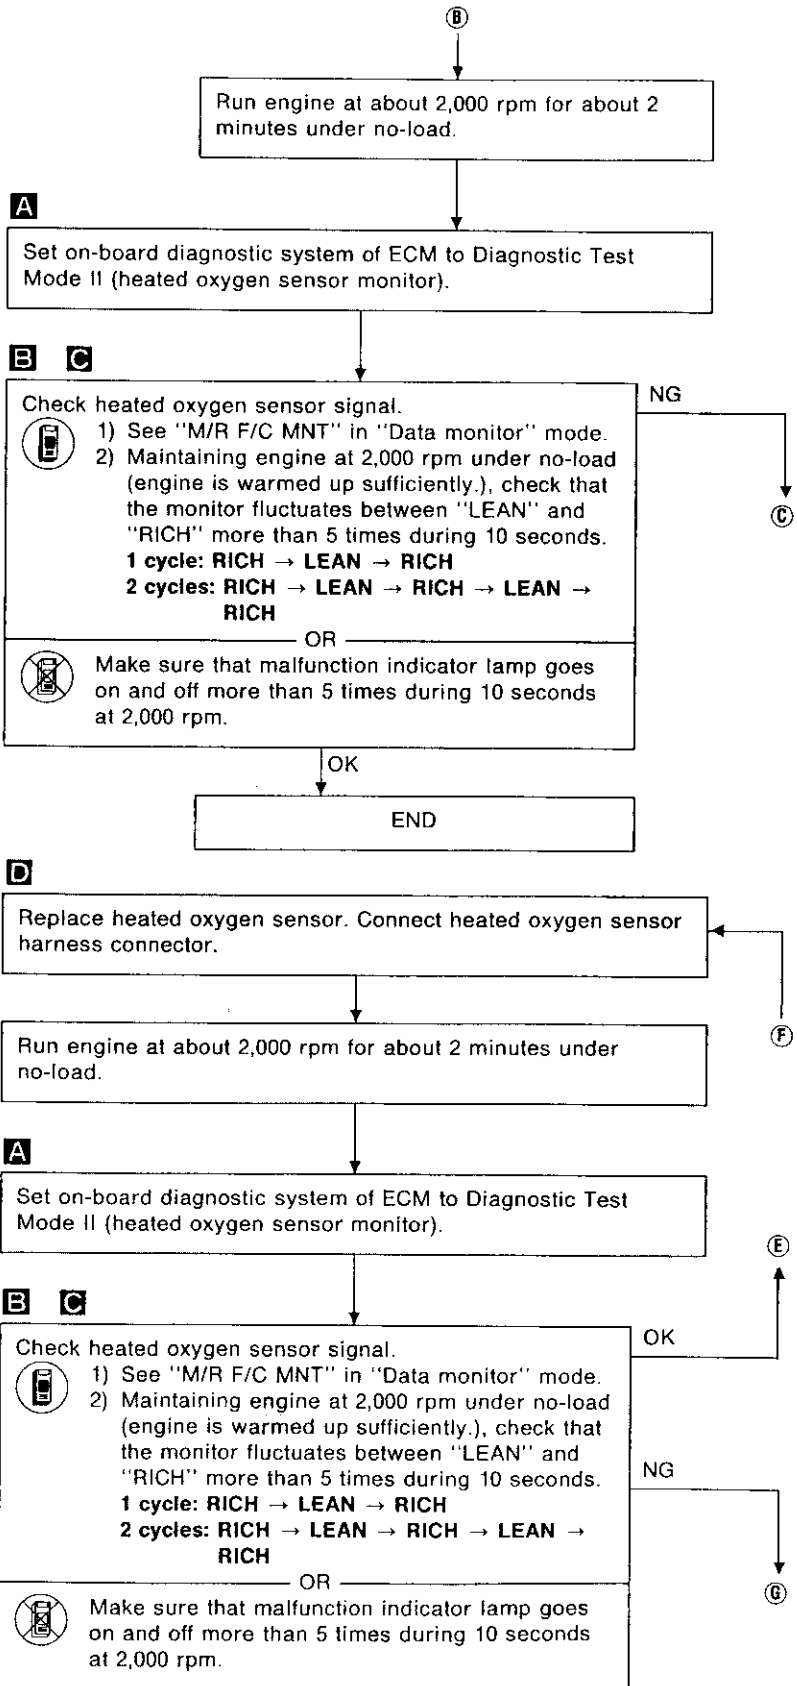 B
Run engine at about 2,000 rpm for about 2
minutes under no-load.
A
Set on-board diagnostic system of ECM to Diagnostic Test
Mode II (heated oxygen sensor monitor).
B C
NG
Check heated oxygen sensor signal.
1) See "M/R F/C MNT" in "Data monitor" mode.
2) Maintaining engine at 2,000 rpm under no-load
(engine is warmed up sufficiently.), check that
the monitor fluctuates between "LEAN" and
"RICH" more than 5 times during 10 seconds.
1 cycle: RICH → LEAN → RICH
2 cycles: RICH → LEAN → RICH → LEAN →
RICH
C
OR
Make sure that malfunction indicator lamp goes
on and off more than 5 times during 10 seconds
at 2,000 rpm.
OK
END
D
Replace heated oxygen sensor. Connect heated oxygen sensor
harness connector.
F
Run engine at about 2,000 rpm for about 2 minutes under
no-load.
A
Set on-board diagnostic system of ECM to Diagnostic Test
Mode II (heated oxygen sensor monitor).
E
B C
OK
Check heated oxygen sensor signal.
1) See "M/R F/C MNT" in "Data monitor" mode.
2) Maintaining engine at 2,000 rpm under no-load
(engine is warmed up sufficiently.), check that
the monitor fluctuates between "LEAN" and
"RICH" more than 5 times during 10 seconds.
1 cycle: RICH → LEAN → RICH
2 cycles: RICH → LEAN → RICH → LEAN →
RICH
NG
G
OR
Make sure that malfunction indicator lamp goes
on and off more than 5 times during 10 seconds
at 2,000 rpm.